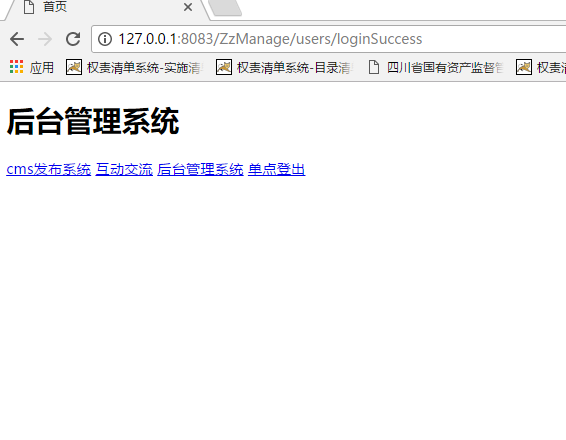 首页
127.0.0.1:8083/ZzManage/users/loginSuccess
应用 权责清单系统-实施清 权责清单系统-目录清 四川省国有资产监督管 权责
后台管理系统
cms发布系统 互动交流 后台管理系统 单点登出